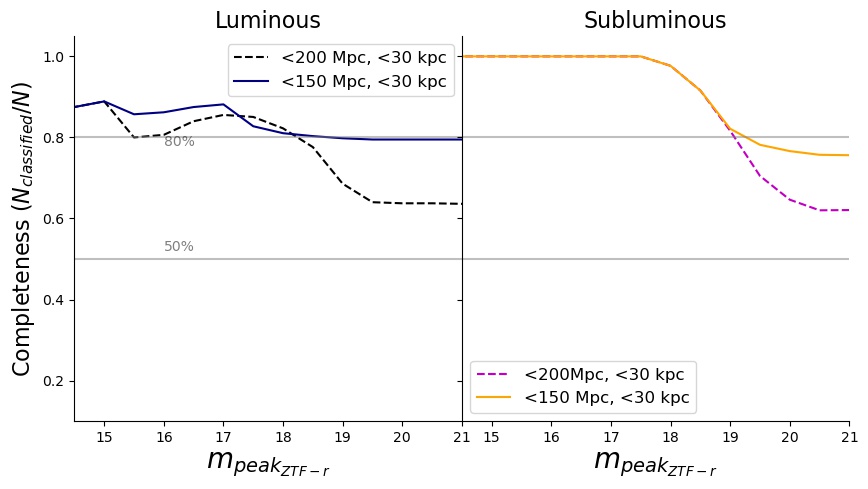 Luminous
Subluminous
Completeness (N_classified/N)
1.0
0.8
0.6
0.4
0.2
<200 Mpc, <30 kpc
<150 Mpc, <30 kpc
80%
50%
<200Mpc, <30 kpc
<150 Mpc, <30 kpc
15 16 17 18 19 20 21 15 16 17 18 19 20 21
m_peak_ZTF−r
m_peak_ZTF−r